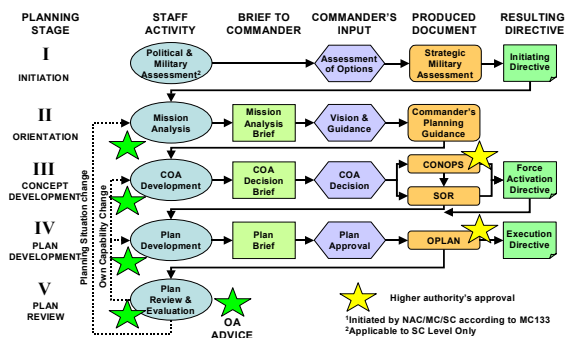 PLANNING
STAGE
STAFF
ACTIVITY
BRIEF TO
COMMANDER
COMMANDER'S
INPUT
PRODUCED
DOCUMENT
RESULTING
DIRECTIVE
I
INITIATION
Political &
Military
Assessment2
Assessment
of Options
Strategic
Military
Assessment
Initiating
Directive
II
ORIENTATION
Mission
Analysis
Mission
Analysis
Brief
Vision &
Guidance
Commander's
Planning
Guidance
III
CONCEPT
DEVELOPMENT
COA
Development
COA
Decision
Brief
COA
Decision
CONOPS
SOR
Force
Activation
Directive
IV
PLAN
DEVELOPMENT
Plan
Development
Plan
Brief
Plan
Approval
OPLAN
Execution
Directive
V
PLAN
REVIEW
Plan
Review &
Evaluation
Planning Situation Change
Own Capability Change
OA
ADVICE
Higher authority's approval
1Initiated by NAC/MC/SC according to MC133
2Applicable to SC Level Only